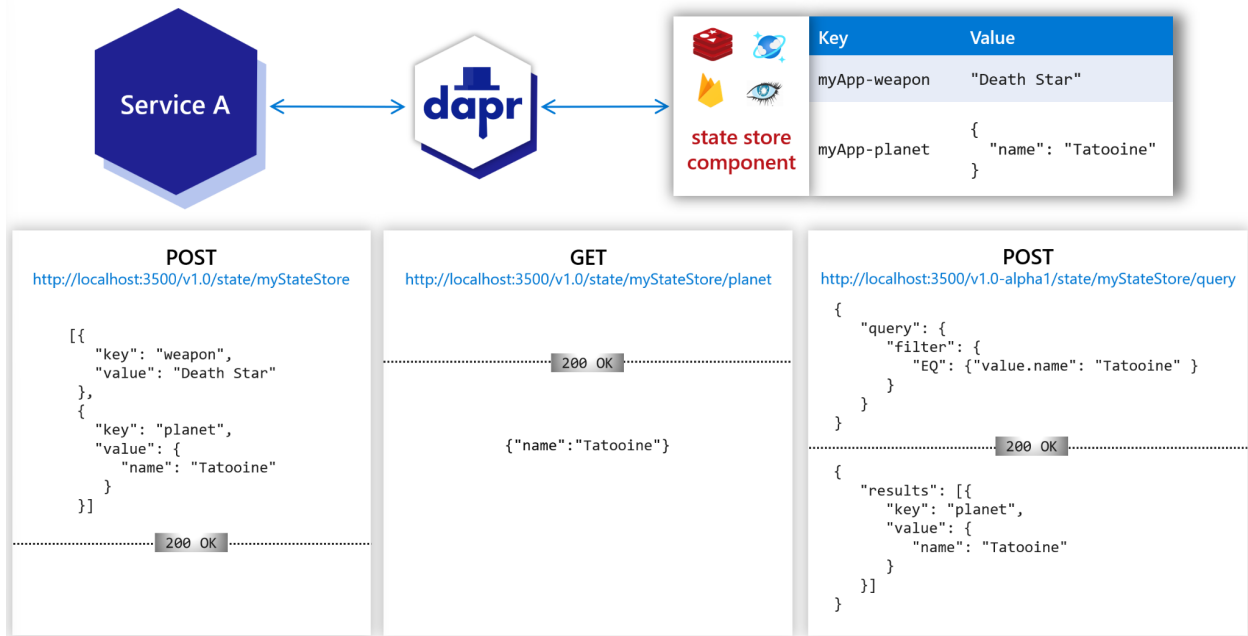 Service A
dapr
state store
component
Key Value
myApp-weapon "Death Star"
myApp-planet {
"name": "Tatooine"
}
POST
http://localhost:3500/v1.0/state/myStateStore
[{
"key": "weapon",
"value": "Death Star"
},
{
"key": "planet",
"value": {
"name": "Tatooine"
}
}]
200 OK
GET
http://localhost:3500/v1.0/state/myStateStore/planet
200 OK
{"name":"Tatooine"}
POST
http://localhost:3500/v1.0-alpha1/state/myStateStore/query
{
"query": {
"filter": {
"EQ": {"value.name": "Tatooine" }
}
}
}
200 OK
{
"results": [{
"key": "planet",
"value": {
"name": "Tatooine"
}
}]
}